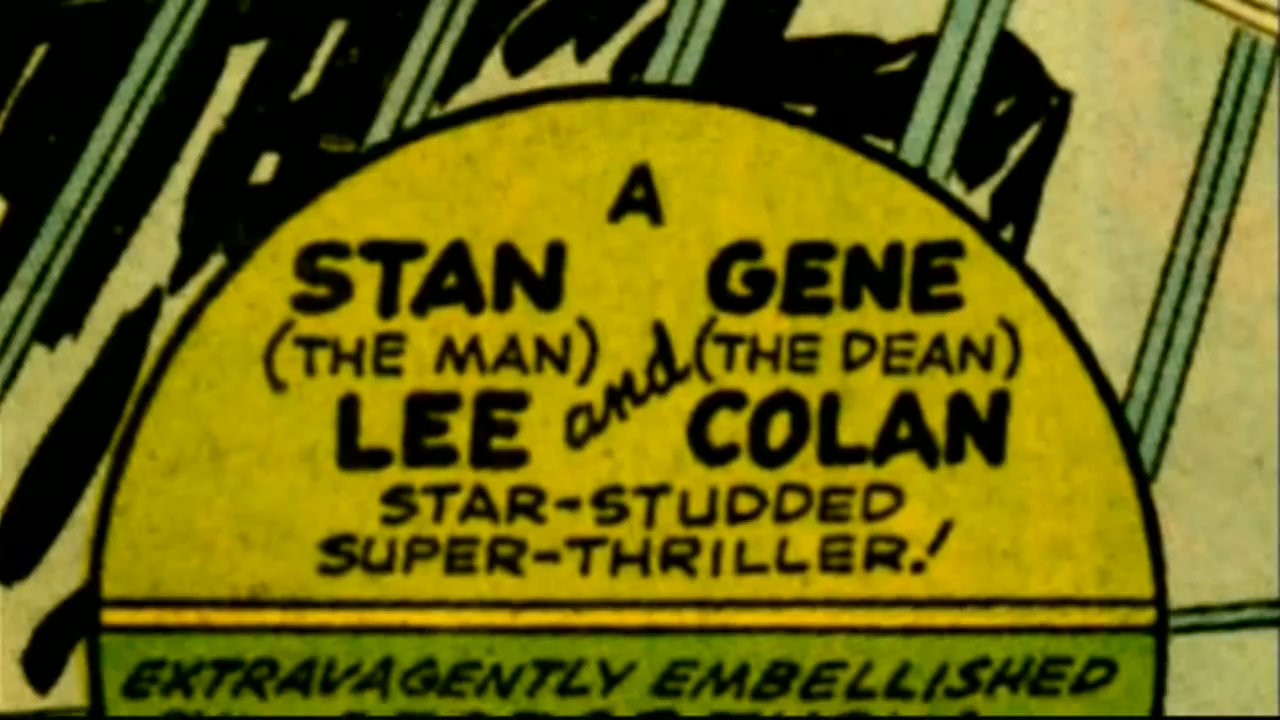 A
STAN GENE
(THE MAN) and (THE DEAN)
LEE COLAN
STAR-STUDDED
SUPER-THRILLER!
EXTRAVAGENTLY EMBELLISHED